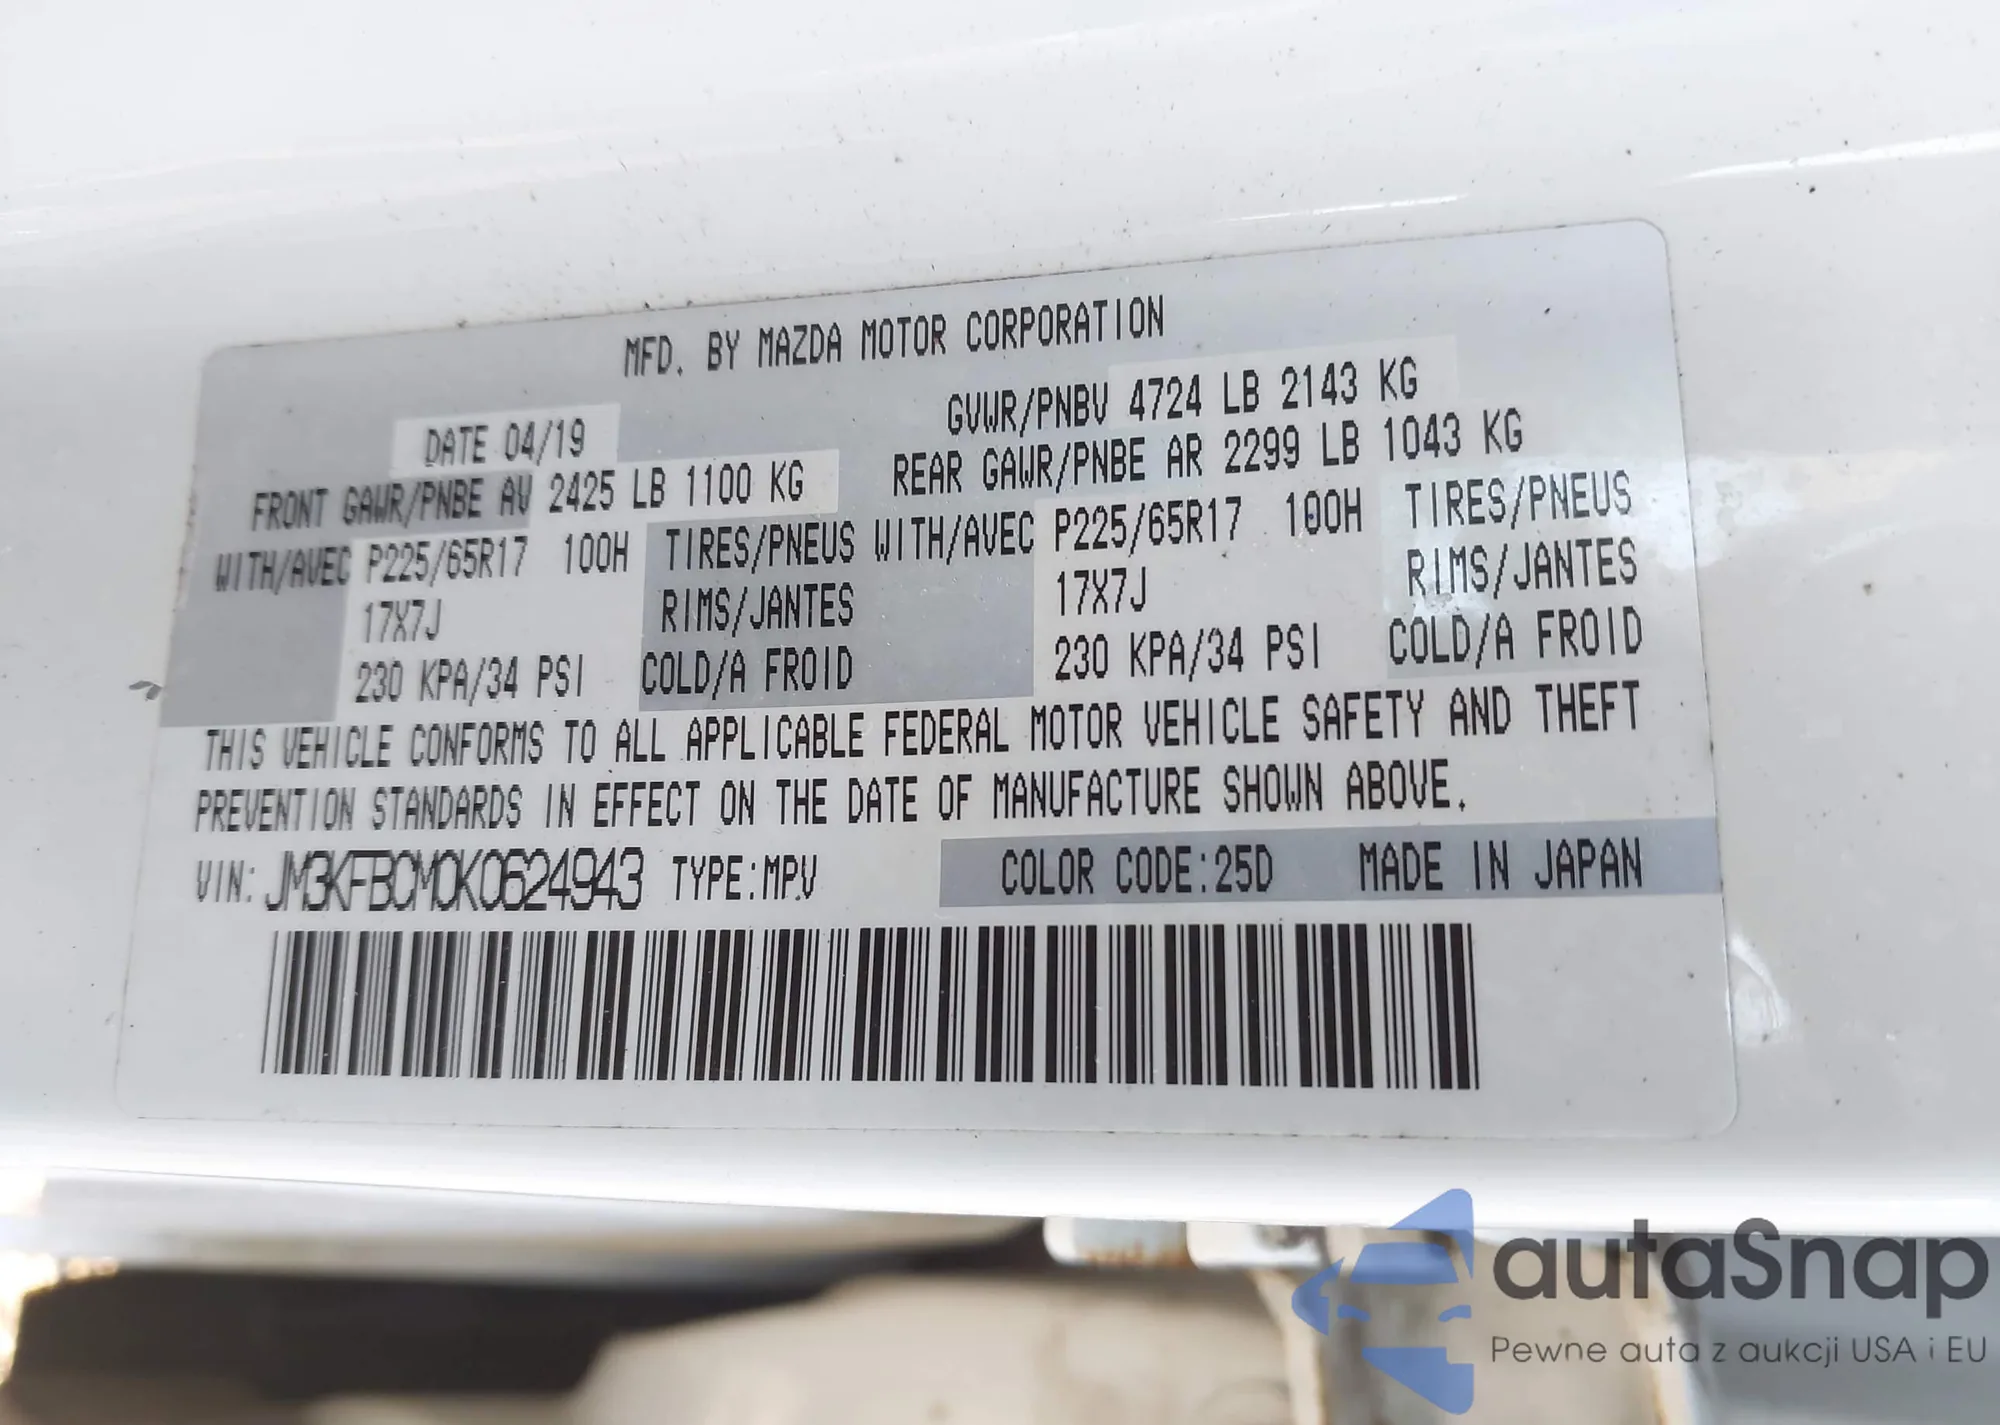 MFD. BY MAZDA MOTOR CORPORATION
DATE 04/19 GVWR/PNBV 4724 LB 2143 KG
FRONT GAWR/PNBE AV 2425 LB 1100 KG REAR GAWR/PNBE AR 2299 LB 1043 KG
WITH/AVEC P225/65R17 100H TIRES/PNEUS WITH/AVEC P225/65R17 100H TIRES/PNEUS
17X7J RIMS/JANTES 17X7J RIMS/JANTES
230 KPA/34 PSI COLD/A FROID 230 KPA/34 PSI COLD/A FROID
THIS VEHICLE CONFORMS TO ALL APPLICABLE FEDERAL MOTOR VEHICLE SAFETY AND THEFT
PREVENTION STANDARDS IN EFFECT ON THE DATE OF MANUFACTURE SHOWN ABOVE.
VIN: JM3KFBCM0K0624943 TYPE:MPV COLOR CODE:25D MADE IN JAPAN
autaSnap
Pewne auta z aukcji USA i EU